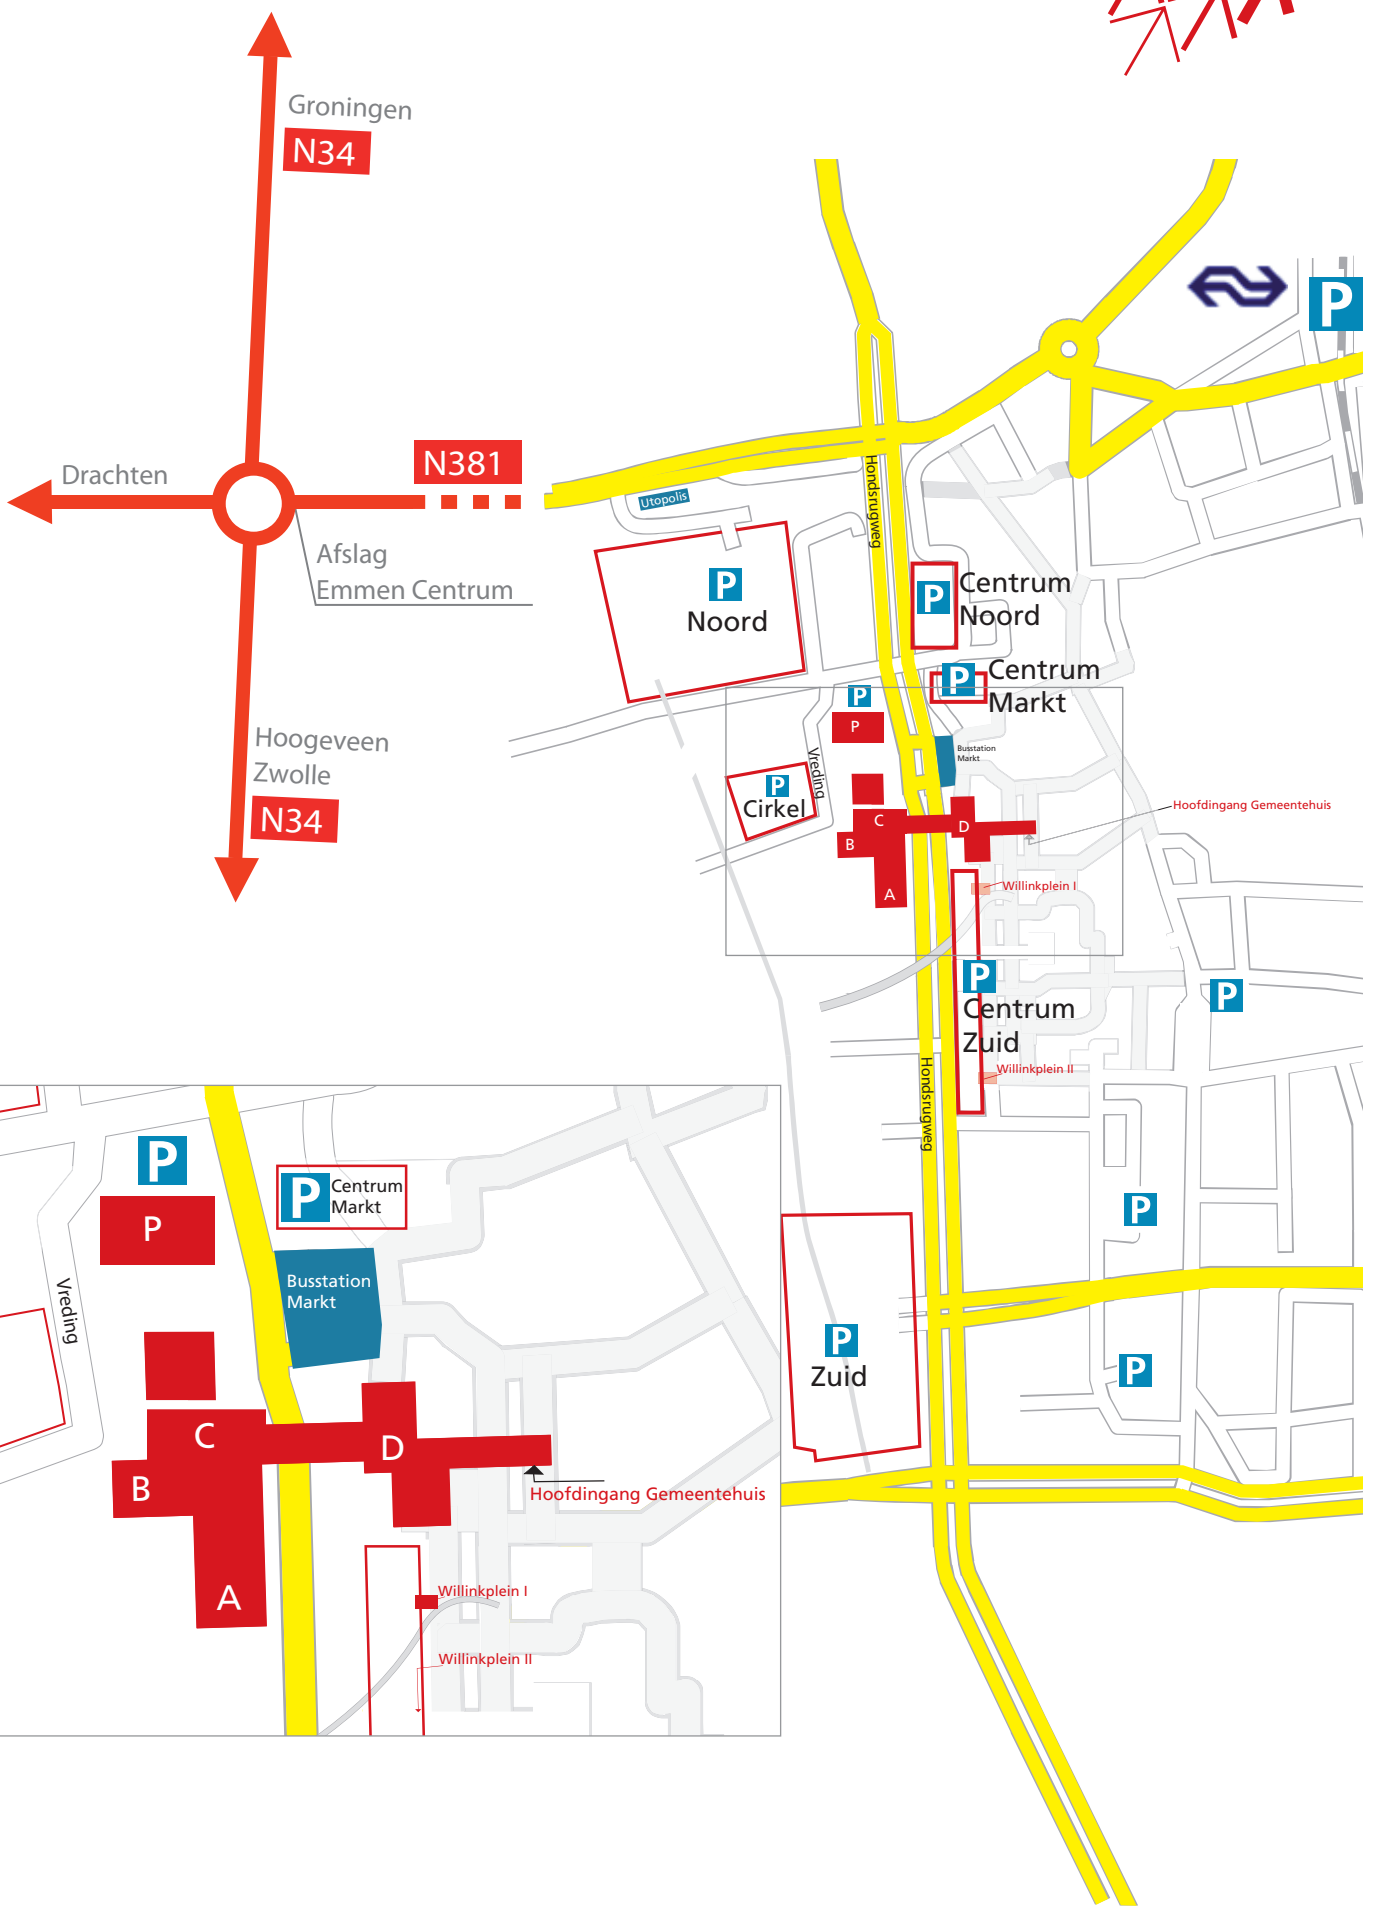 Groningen
N34
Drachten
N381
Afslag
Emmen Centrum
Hoogeveen
Zwolle
N34
P
Utopolis
Hondsrugweg
P
Noord
P
Centrum
Noord
P
Centrum
Markt
P
P
Vreding
Busstation
Markt
P
Cirkel
C
D
B
A
Hoofdingang Gemeentehuis
Willinkplein I
P
Centrum
Zuid
P
Willinkplein II
Hondsrugweg
P
P
Zuid
P
P
P
Vreding
P
Centrum
Markt
Busstation
Markt
C
D
B
A
Hoofdingang Gemeentehuis
Willinkplein I
Willinkplein II